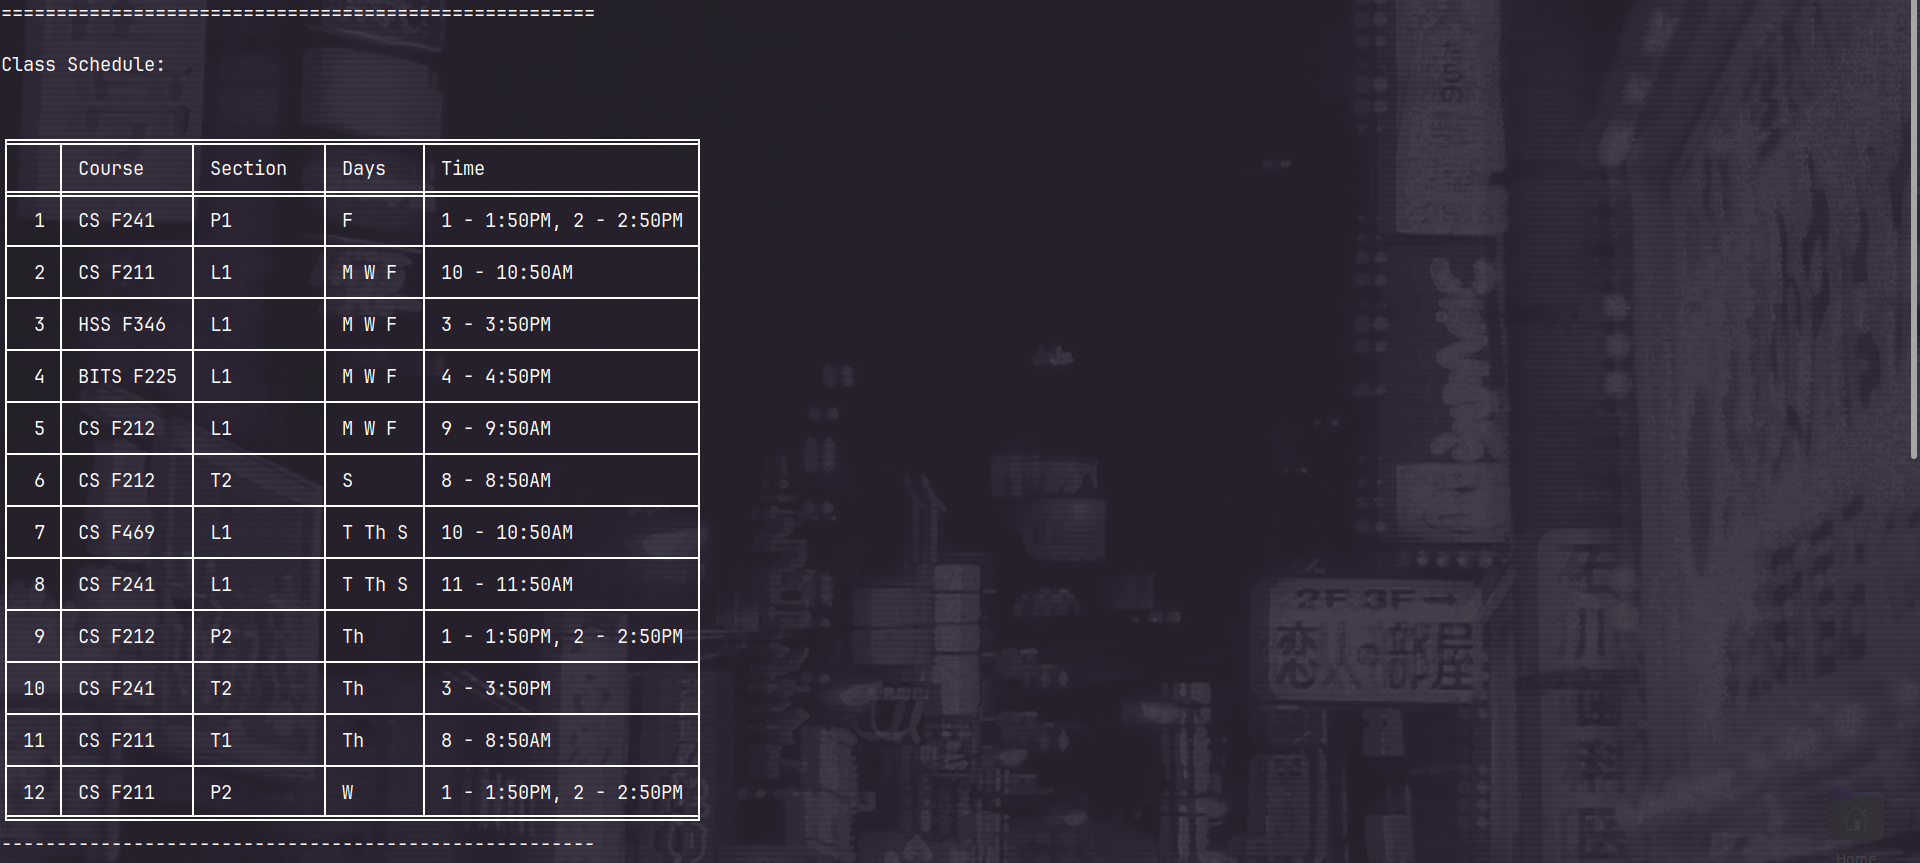 ======================================================
Class Schedule:
Course Section Days Time
1 CS F241 P1 F 1 - 1:50PM, 2 - 2:50PM
2 CS F211 L1 M W F 10 - 10:50AM
3 HSS F346 L1 M W F 3 - 3:50PM
4 BITS F225 L1 M W F 4 - 4:50PM
5 CS F212 L1 M W F 9 - 9:50AM
6 CS F212 T2 S 8 - 8:50AM
7 CS F469 L1 T Th S 10 - 10:50AM
8 CS F241 L1 T Th S 11 - 11:50AM
9 CS F212 P2 Th 1 - 1:50PM, 2 - 2:50PM
10 CS F241 T2 Th 3 - 3:50PM
11 CS F211 T1 Th 8 - 8:50AM
12 CS F211 P2 W 1 - 1:50PM, 2 - 2:50PM
------------------------------------------------------
2F 3F→
恋人の部屋
石川
Home